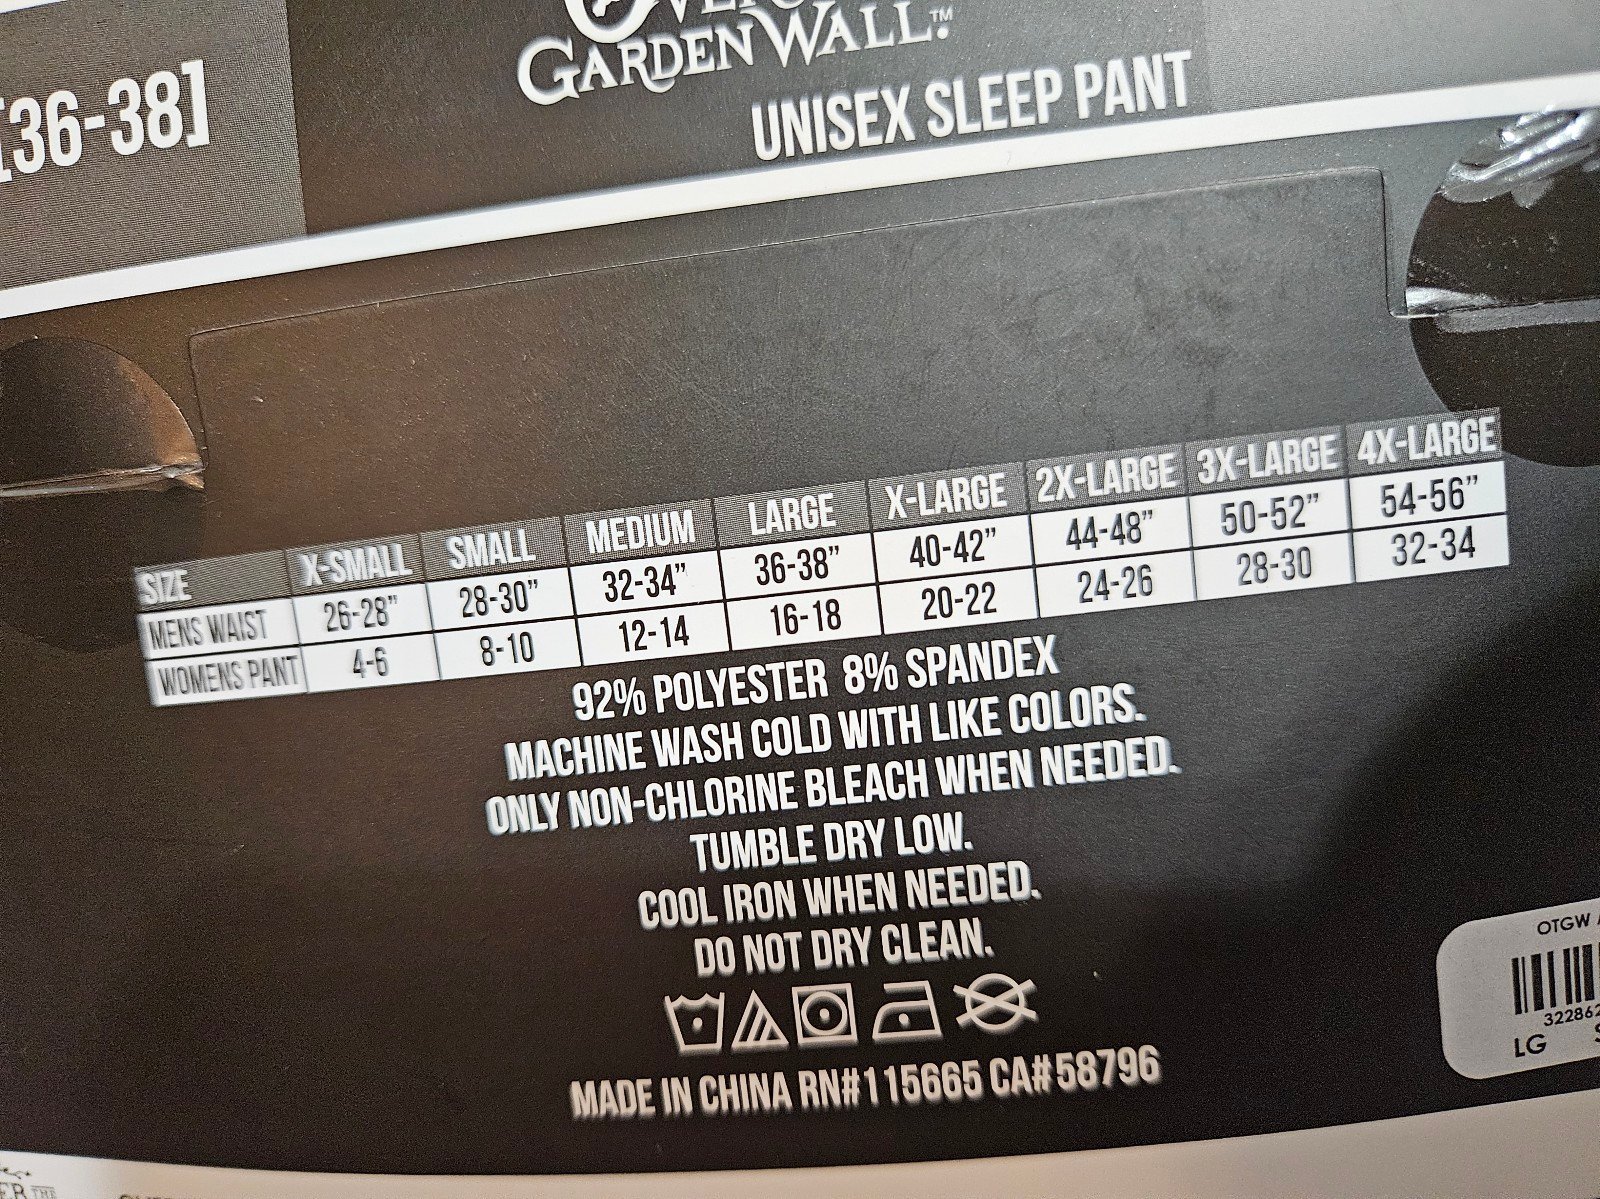 [36-38]
GARDEN WALL™
UNISEX SLEEP PANT
SIZE X-SMALL SMALL MEDIUM LARGE X-LARGE 2X-LARGE 3X-LARGE 4X-LARGE
MENS WAIST 26-28” 28-30” 32-34” 36-38” 40-42” 44-48” 50-52” 54-56”
WOMENS PANT 4-6 8-10 12-14 16-18 20-22 24-26 28-30 32-34
92% POLYESTER 8% SPANDEX
MACHINE WASH COLD WITH LIKE COLORS.
ONLY NON-CHLORINE BLEACH WHEN NEEDED.
TUMBLE DRY LOW.
COOL IRON WHEN NEEDED.
DO NOT DRY CLEAN.
MADE IN CHINA RN#115665 CA#58796
OTGW
322862
LG
THE